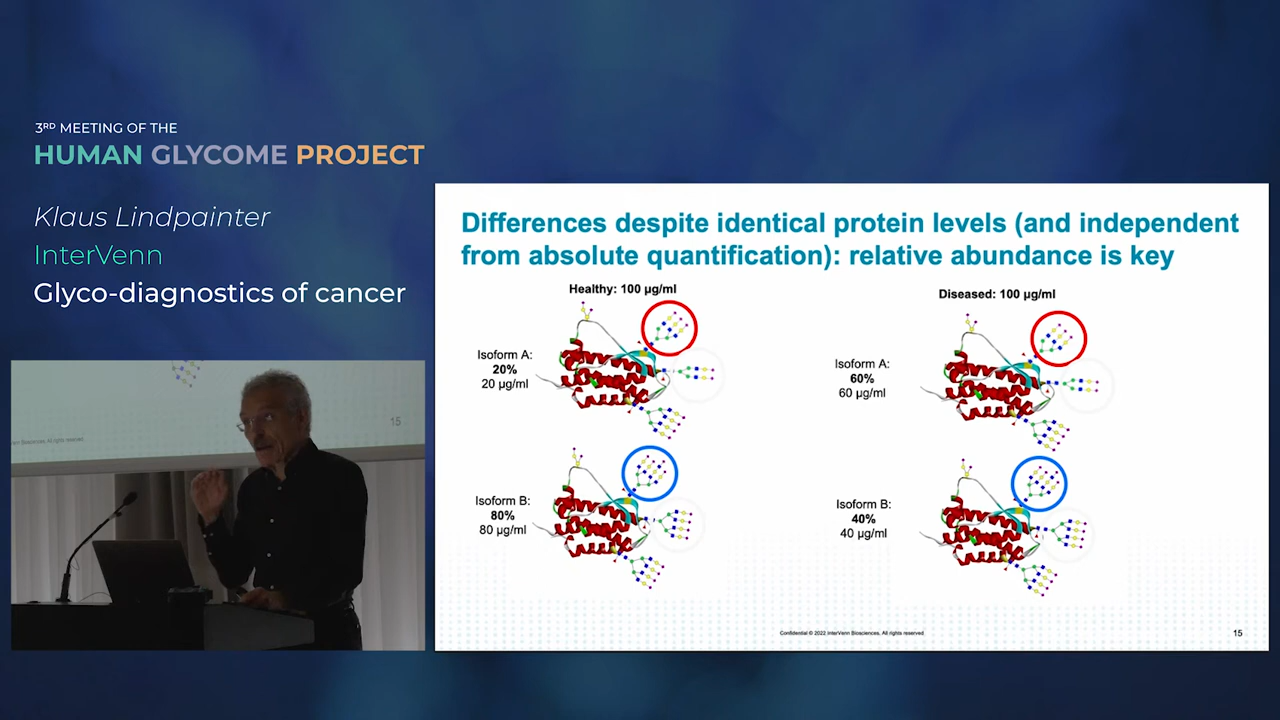 3RD MEETING OF THE
HUMAN GLYCOME PROJECT
Klaus Lindpainter
InterVenn
Glyco-diagnostics of cancer
Differences despite identical protein levels (and independent
from absolute quantification): relative abundance is key
Healthy: 100 µg/ml
Diseased: 100 µg/ml
Isoform A:
20%
20 µg/ml
Isoform A:
60%
60 µg/ml
Isoform B:
80%
80 µg/ml
Isoform B:
40%
40 µg/ml
Confidential © 2022 InterVenn Biosciences. All rights reserved
15
15